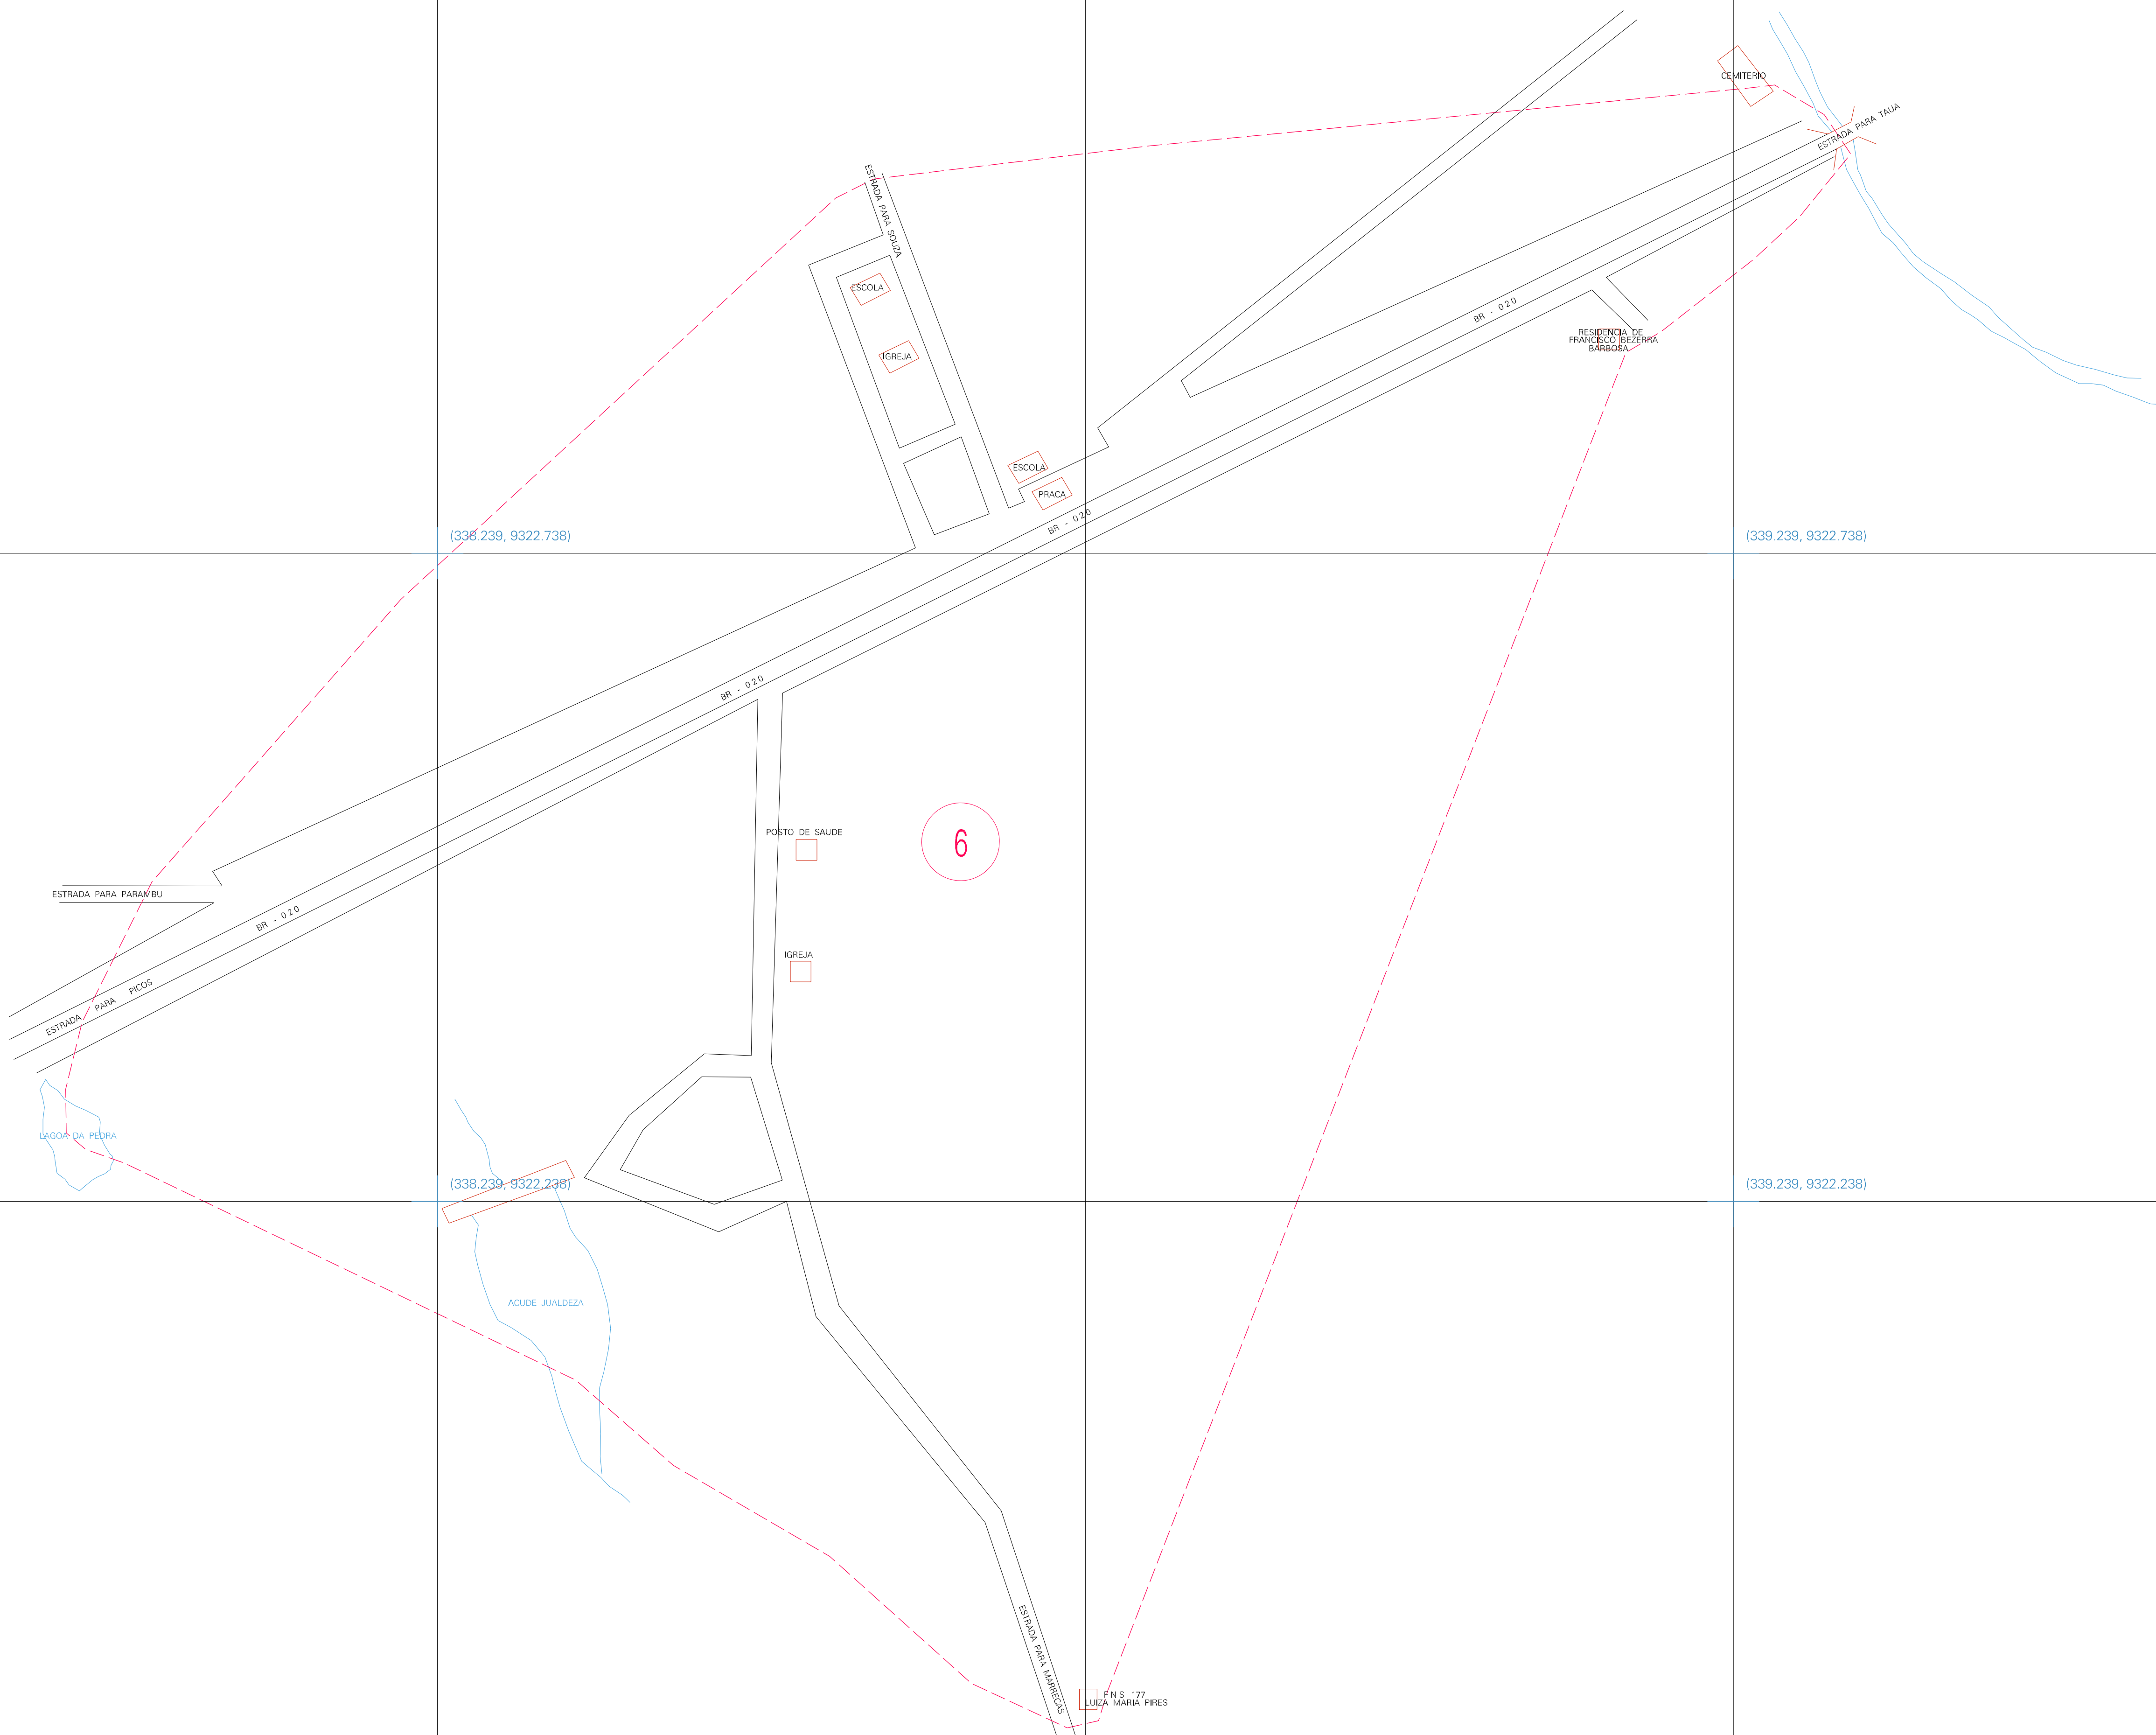 CEMITERIO
ESTRADA PARA TAUA
ESTRADA PARA SOUZA
ESCOLA
BR - 020
RESIDENCIA DE
FRANCISCO BEZERRA
BARBOSA
IGREJA
ESCOLA
PRACA
BR - 020
(338.239, 9322.738)
(339.239, 9322.738)
BR - 020
POSTO DE SAUDE
6
ESTRADA PARA PARAMBU
BR - 020
IGREJA
ESTRADA PARA PICOS
LAGOA DA PEDRA
(338.239, 9322.238)
(339.239, 9322.238)
ACUDE JUALDEZA
ESTRADA PARA MARRECAS
F N S 177
LUIZA MARIA PIRES